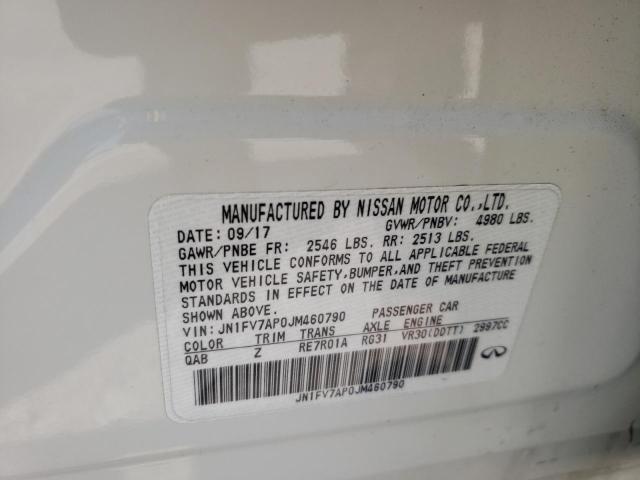 MANUFACTURED BY NISSAN MOTOR CO.,LTD.
DATE: 09/17 GVWR/PNBV: 4980 LBS.
GAWR/PNBE FR: 2546 LBS. RR: 2513 LBS.
THIS VEHICLE CONFORMS TO ALL APPLICABLE FEDERAL
MOTOR VEHICLE SAFETY,BUMPER,AND THEFT PREVENTION
STANDARDS IN EFFECT ON THE DATE OF MANUFACTURE
SHOWN ABOVE.
VIN: JN1FV7AP0JM460790 PASSENGER CAR
COLOR TRIM TRANS AXLE ENGINE
QAB Z RE7R01A RG31 VR30(DDTT) 2997CC
JN1FV7AP0JM460790